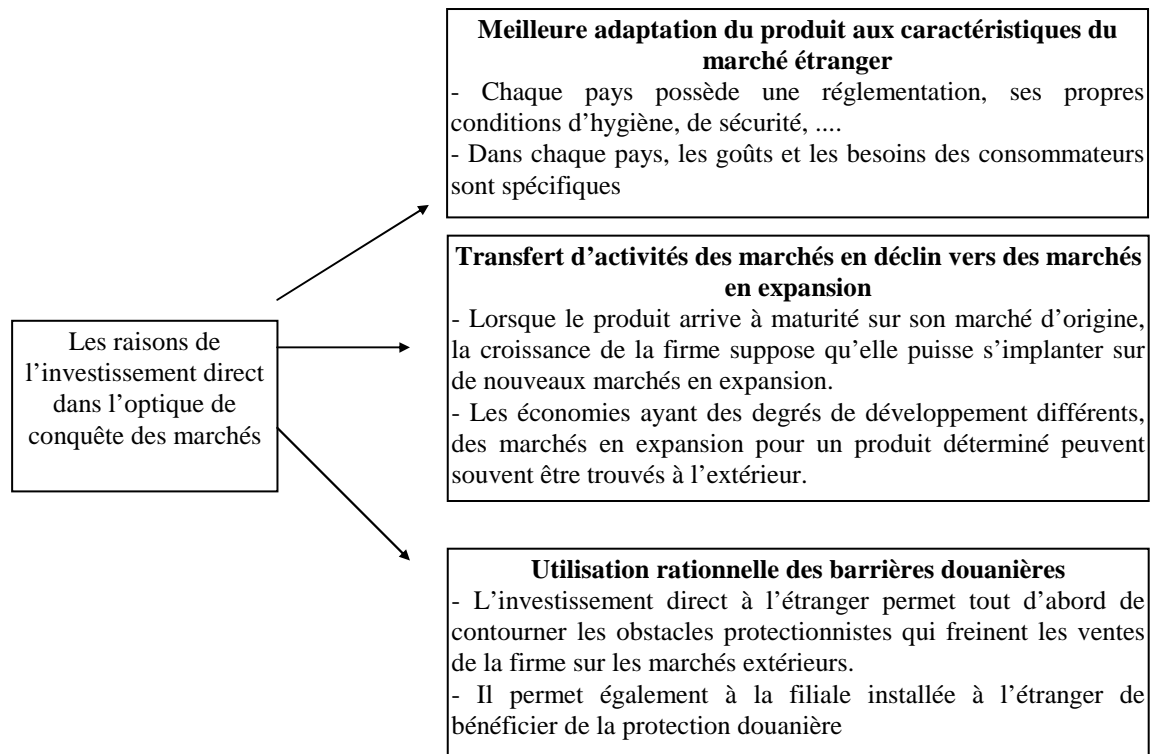 Meilleure adaptation du produit aux caractéristiques du
marché étranger
- Chaque pays possède une réglementation, ses propres
conditions d’hygiène, de sécurité, ....
- Dans chaque pays, les goûts et les besoins des consommateurs
sont spécifiques
Transfert d’activités des marchés en déclin vers des marchés
en expansion
- Lorsque le produit arrive à maturité sur son marché d’origine,
la croissance de la firme suppose qu’elle puisse s’implanter sur
de nouveaux marchés en expansion.
- Les économies ayant des degrés de développement différents,
des marchés en expansion pour un produit déterminé peuvent
souvent être trouvés à l’extérieur.
Les raisons de
l’investissement direct
dans l’optique de
conquête des marchés
Utilisation rationnelle des barrières douanières
- L’investissement direct à l’étranger permet tout d’abord de
contourner les obstacles protectionnistes qui freinent les ventes
de la firme sur les marchés extérieurs.
- Il permet également à la filiale installée à l’étranger de
bénéficier de la protection douanière